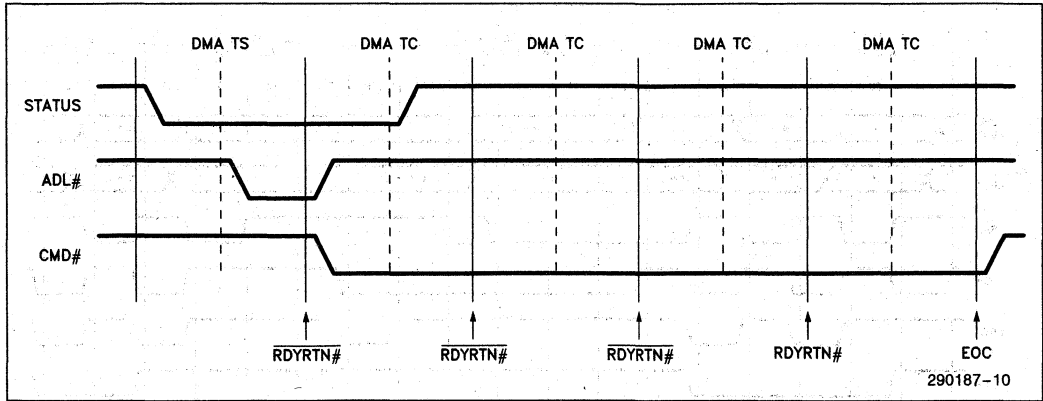 DMA TS DMA TC DMA TC DMA TC DMA TC
STATUS
ADL#
CMD#
RDYRTN# RDYRTN# RDYRTN# RDYRTN# EOC
290187-10